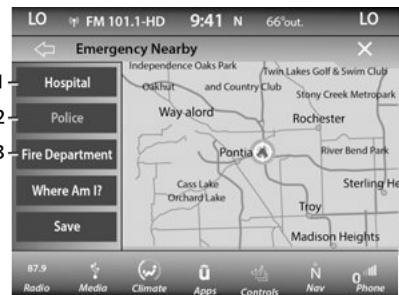 LO FM 101.1-HD 9:41 N 66°out. LO
Emergency Nearby
1 Hospital
2 Police
3 Fire Department
Where Am I?
Save
Independence Oaks Park
Twin Lakes Golf & Swim Club
Oakhut and Country Club
Stony Creek Metropark
Way alord
Rochester
Pontia
River Bend Park
Cass Lake
Sterling He
Orchard Lake
Troy
Madison Heights
87.9
Radio Media Climate Apps Controls Nav Phone